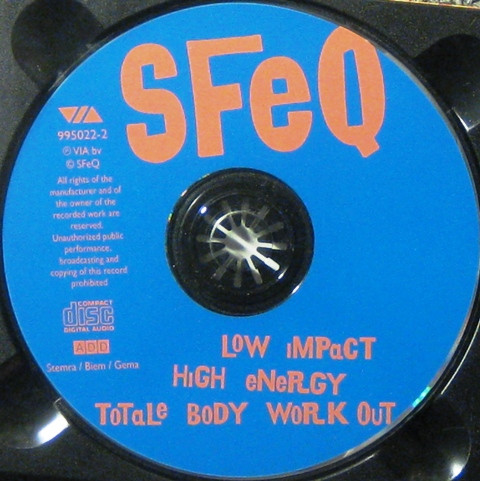 SFeQ
VIA
995022-2
℗ VIA bv
© SFeQ
All rights of the
manufacturer and of
the owner of the
recorded work are
reserved.
Unauthorized public
performance,
broadcasting and
copying of this record
prohibited
COMPACT
disc
DIGITAL AUDIO
ADD
Stemra / Biem / Gema
LOW iMPaCT
HiGH eNeRGY
ToTaLe BoDY WoRK OUT